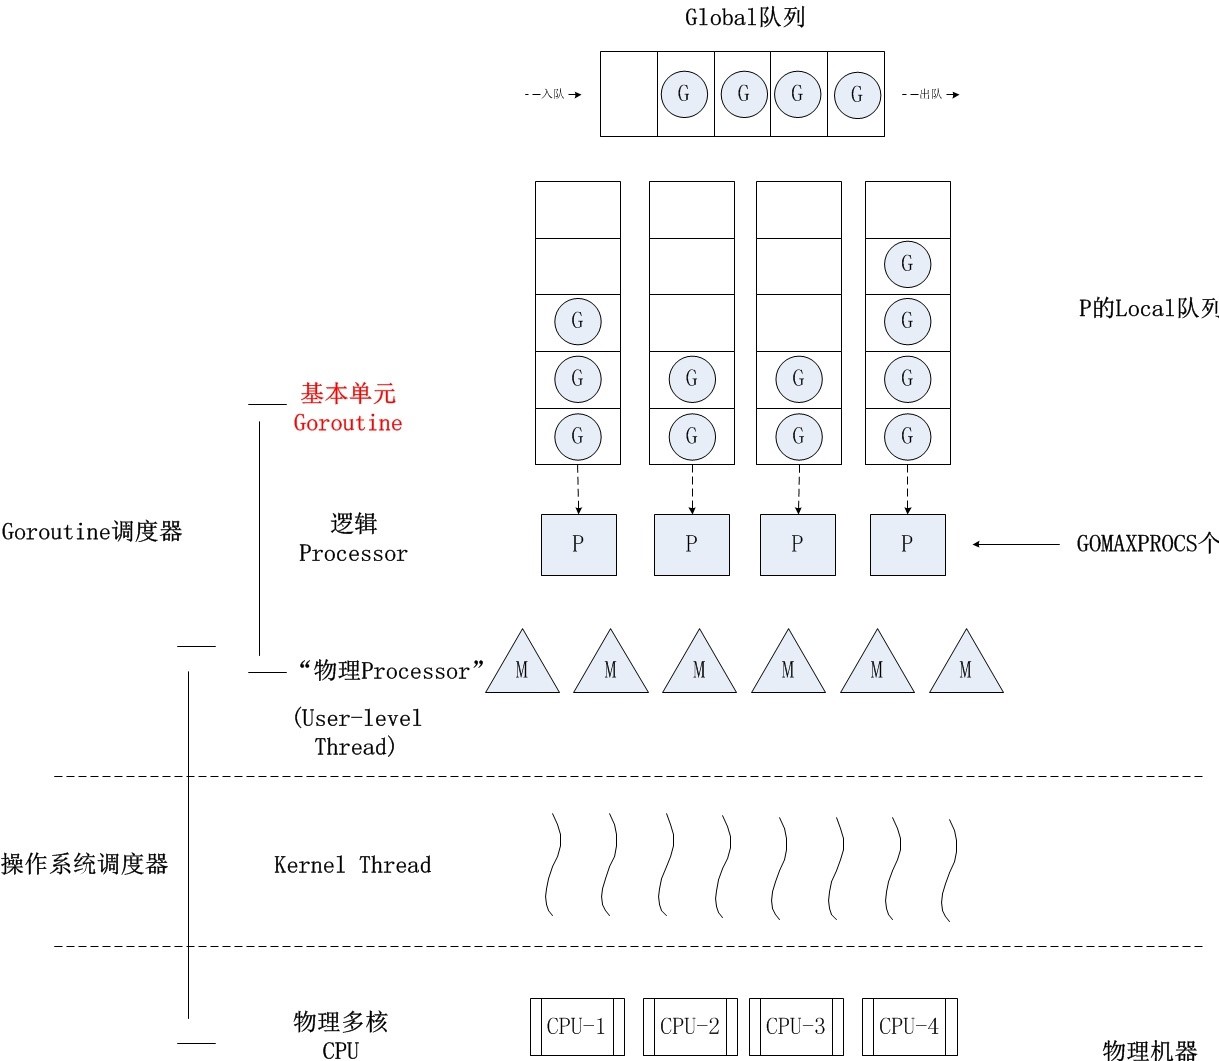 Global队列
--入队
G G G G
--出队
G
G G
P的Local队列
G G G G
基本单元
Goroutine
G G G G
逻辑
Processor
Goroutine调度器
P P P P
GOMAXPROCS个
“物理Processor”
M M M M M M
(User-level
Thread)
操作系统调度器
Kernel Thread
物理多核
CPU
CPU-1 CPU-2 CPU-3 CPU-4
物理机器